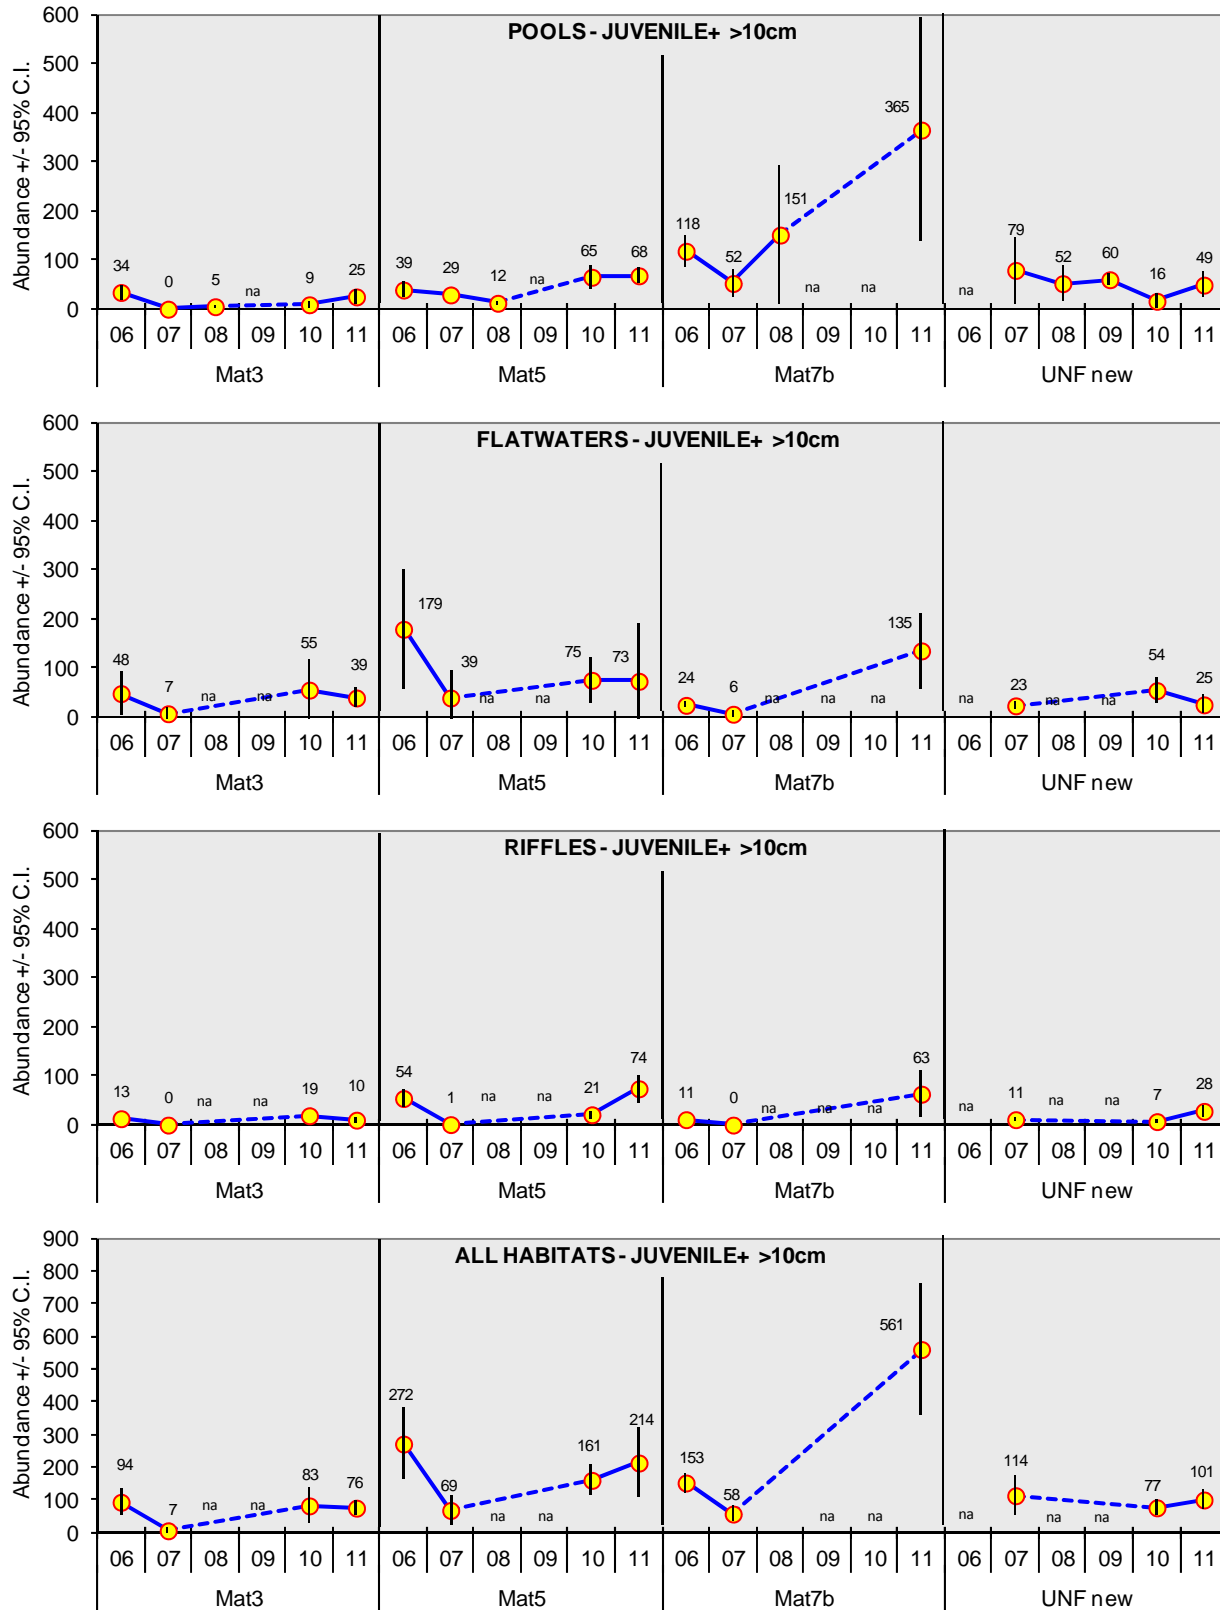 POOLS - JUVENILE+ >10cm
Abundance +/- 95% C.I.
600
500
400
300
200
100
0
34 0 5 na 9 25
39 29 12 na 65 68
118 52 151 na na 365
na 79 52 60 16 49
06 07 08 09 10 11 06 07 08 09 10 11 06 07 08 09 10 11 06 07 08 09 10 11
Mat3 Mat5 Mat7b UNF new
FLATWATERS - JUVENILE+ >10cm
Abundance +/- 95% C.I.
600
500
400
300
200
100
0
48 7 na na 55 39
179 39 na na 75 73
24 6 na na na 135
na 23 na na 54 25
06 07 08 09 10 11 06 07 08 09 10 11 06 07 08 09 10 11 06 07 08 09 10 11
Mat3 Mat5 Mat7b UNF new
RIFFLES - JUVENILE+ >10cm
Abundance +/- 95% C.I.
600
500
400
300
200
100
0
13 0 na na 19 10
54 1 na na 21 74
11 0 na na na 63
na 11 na na 7 28
06 07 08 09 10 11 06 07 08 09 10 11 06 07 08 09 10 11 06 07 08 09 10 11
Mat3 Mat5 Mat7b UNF new
ALL HABITATS - JUVENILE+ >10cm
Abundance +/- 95% C.I.
900
800
700
600
500
400
300
200
100
0
94 7 na na 83 76
272 69 na na 161 214
153 58 na na 561
na 114 na na 77 101
06 07 08 09 10 11 06 07 08 09 10 11 06 07 08 09 10 11 06 07 08 09 10 11
Mat3 Mat5 Mat7b UNF new